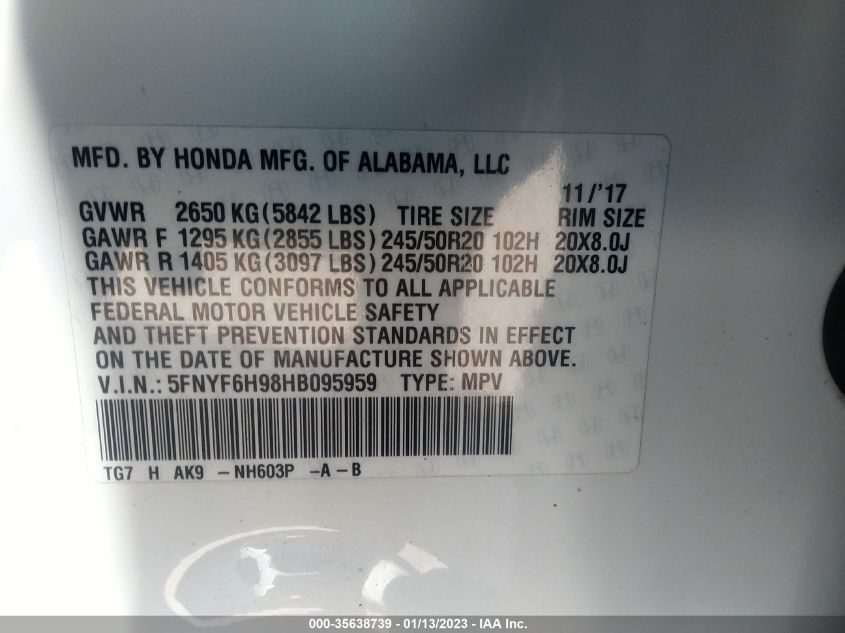 MFD. BY HONDA MFG. OF ALABAMA, LLC
11/'17
GVWR 2650 KG (5842 LBS) TIRE SIZE RIM SIZE
GAWR F 1295 KG (2855 LBS) 245/50R20 102H 20X8.0J
GAWR R 1405 KG (3097 LBS) 245/50R20 102H 20X8.0J
THIS VEHICLE CONFORMS TO ALL APPLICABLE
FEDERAL MOTOR VEHICLE SAFETY
AND THEFT PREVENTION STANDARDS IN EFFECT
ON THE DATE OF MANUFACTURE SHOWN ABOVE.
V.I.N.: 5FNYF6H98HB095959 TYPE: MPV
TG7 H AK9 -NH603P -A-B
000-35638739 - 01/13/2023 - IAA Inc.